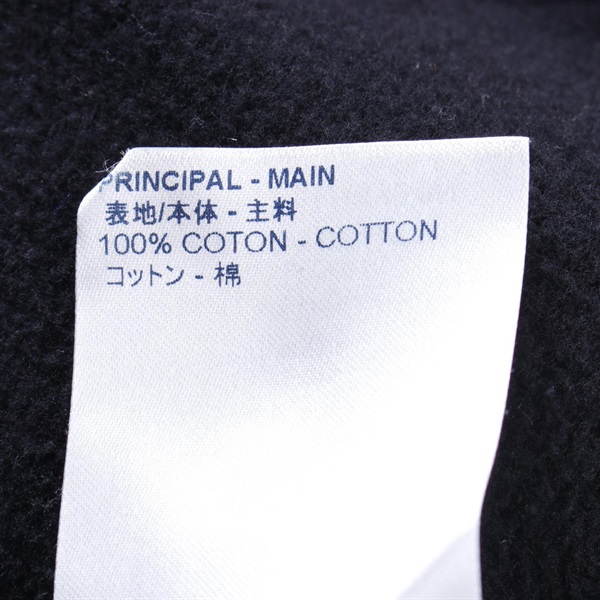 PRINCIPAL - MAIN
表地/本体 - 主料
100% COTON - COTTON
コットン - 棉